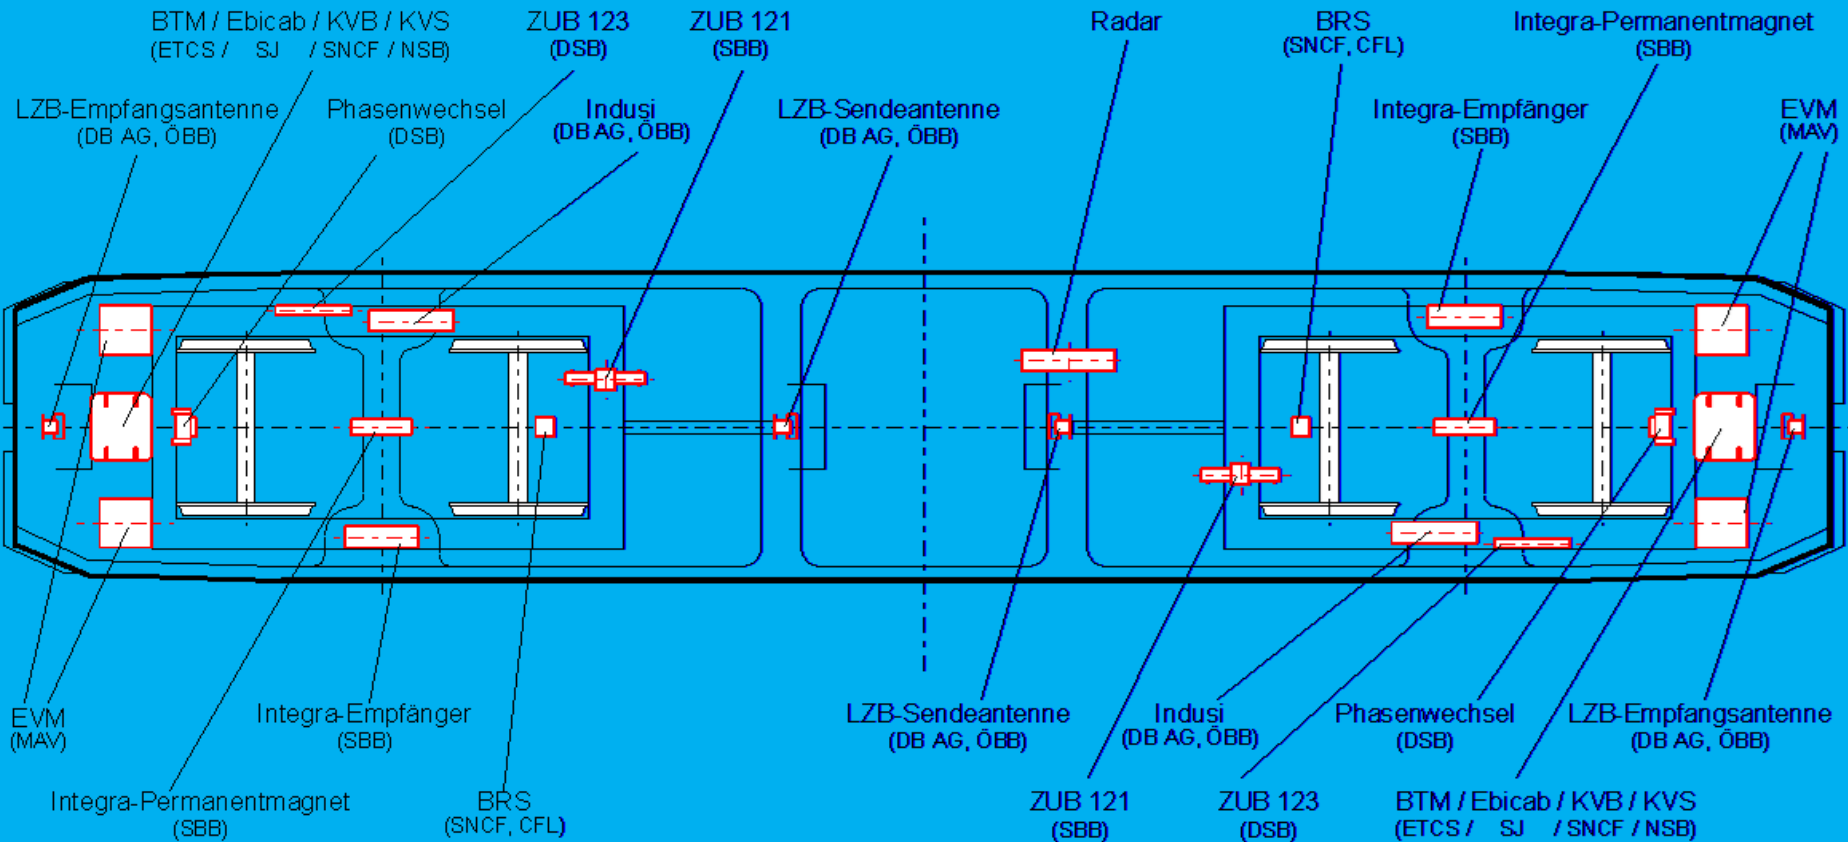 BTM / Ebicab / KVB / KVS
(ETCS / SJ / SNCF / NSB)
ZUB 123
(DSB)
ZUB 121
(SBB)
Radar
BRS
(SNCF, CFL)
Integra-Permanentmagnet
(SBB)
LZB-Empfangsantenne
(DB AG, ÖBB)
Phasenwechsel
(DSB)
Indusi
(DB AG, ÖBB)
LZB-Sendeantenne
(DB AG, ÖBB)
Integra-Empfänger
(SBB)
EVM
(MAV)
EVM
(MAV)
Integra-Empfänger
(SBB)
LZB-Sendeantenne
(DB AG, ÖBB)
Indusi
(DB AG, ÖBB)
Phasenwechsel
(DSB)
LZB-Empfangsantenne
(DB AG, ÖBB)
Integra-Permanentmagnet
(SBB)
BRS
(SNCF, CFL)
ZUB 121
(SBB)
ZUB 123
(DSB)
BTM / Ebicab / KVB / KVS
(ETCS / SJ / SNCF / NSB)